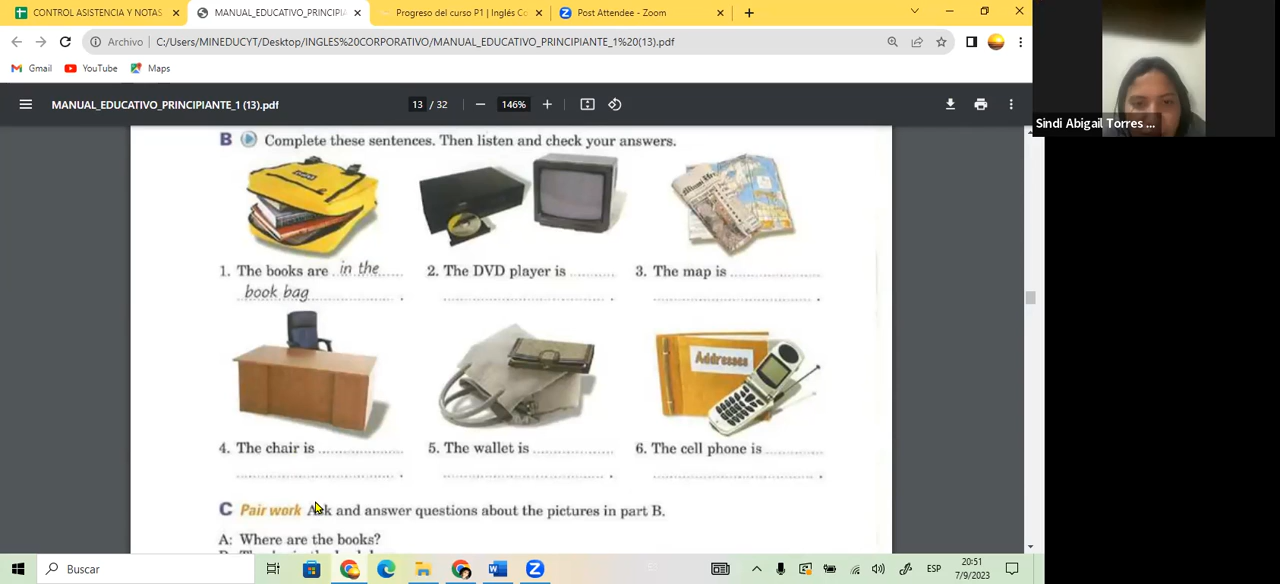 CONTROL ASISTENCIA Y NOTAS
MANUAL_EDUCATIVO_PRINCIPIA
Progreso del curso P1 | Inglés Co
Post Attendee - Zoom
Archivo
C:/Users/MINEDUCYT/Desktop/INGLES%20CORPORATIVO/MANUAL_EDUCATIVO_PRINCIPIANTE_1%20(13).pdf
Gmail
YouTube
Maps
MANUAL_EDUCATIVO_PRINCIPIANTE_1 (13).pdf
13 / 32
146%
Sindi Abigail Torres ...
B Complete these sentences. Then listen and check your answers.
1. The books are in the
book bag .
2. The DVD player is ............
3. The map is ............
Addresses
4. The chair is ............
5. The wallet is ............
6. The cell phone is ............
C Pair work Ask and answer questions about the pictures in part B.
A: Where are the books?
Buscar
ESP
20:51
7/9/2023